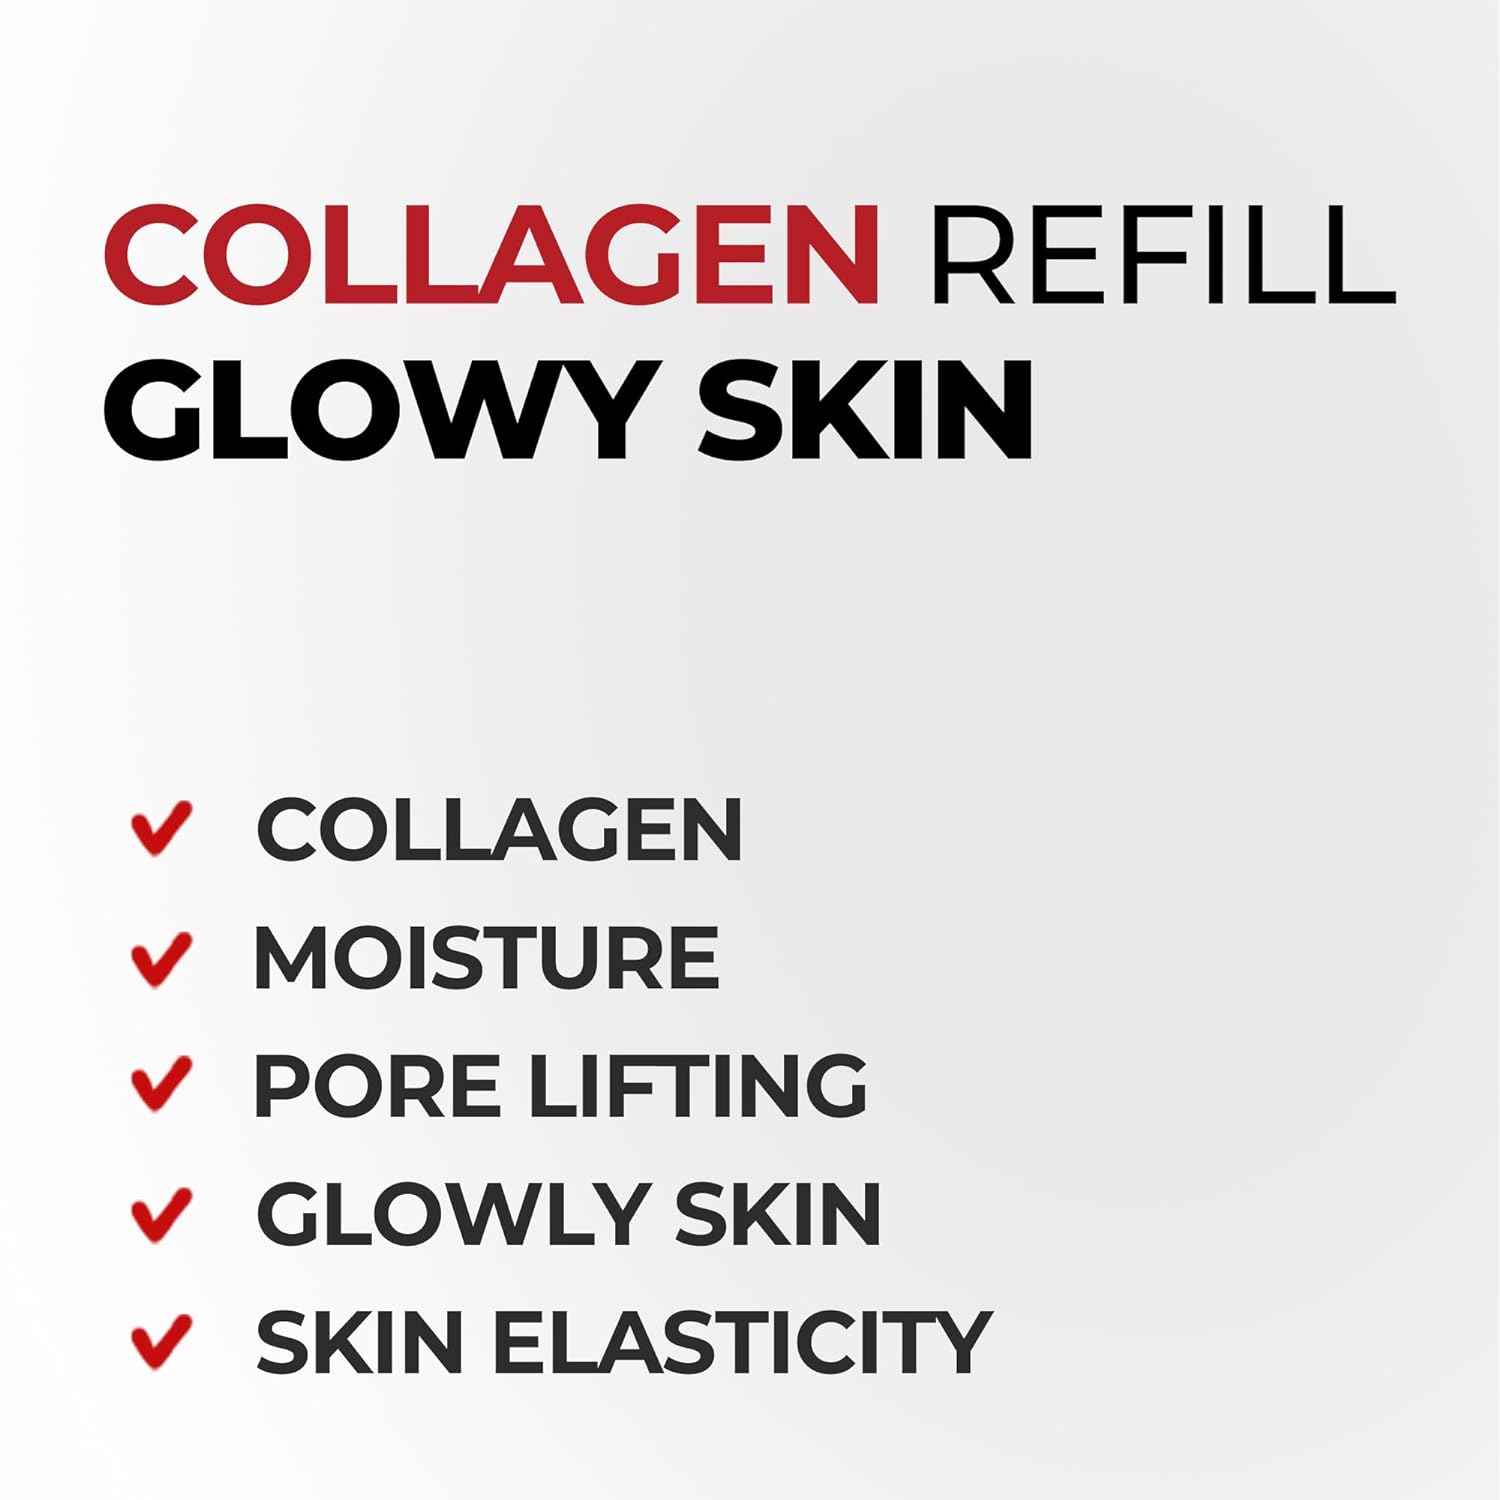 COLLAGEN REFILL
GLOWY SKIN
COLLAGEN
MOISTURE
PORE LIFTING
GLOWLY SKIN
SKIN ELASTICITY